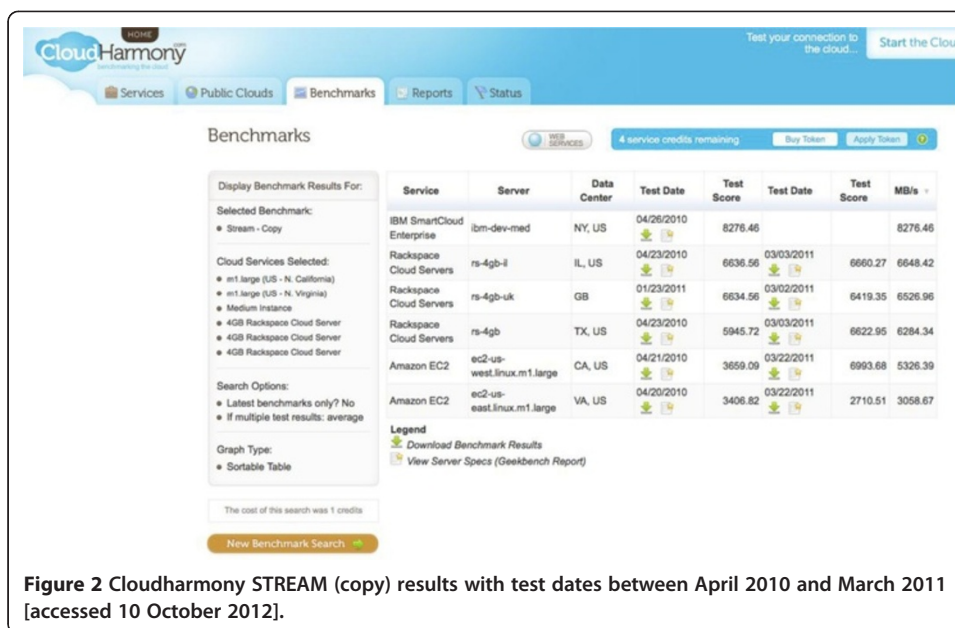 HOME
CloudHarmony.com
benchmarking the cloud
Test your connection to
the cloud...
Start the Clou
Services
Public Clouds
Benchmarks
Reports
Status
Benchmarks
WEB
SERVICES
4 service credits remaining
Buy Token
Apply Token
Display Benchmark Results For:
Selected Benchmark:
Stream - Copy
Cloud Services Selected:
m1.large (US - N. California)
m1.large (US - N. Virginia)
Medium Instance
4GB Rackspace Cloud Server
4GB Rackspace Cloud Server
4GB Rackspace Cloud Server
Search Options:
Latest benchmarks only? No
If multiple test results: average
Graph Type:
Sortable Table
The cost of this search was 1 credits
New Benchmark Search
Service Server Data Center Test Date Test Score Test Date Test Score MB/s
IBM SmartCloud Enterprise ibm-dev-med NY, US 04/26/2010 8276.46 8276.46
Rackspace Cloud Servers rs-4gb-il IL, US 04/23/2010 6636.56 03/03/2011 6660.27 6648.42
Rackspace Cloud Servers rs-4gb-uk GB 01/23/2011 6634.56 03/02/2011 6419.35 6526.96
Rackspace Cloud Servers rs-4gb TX, US 04/23/2010 5945.72 03/03/2011 6622.95 6284.34
Amazon EC2 ec2-us-west.linux.m1.large CA, US 04/21/2010 3659.09 03/22/2011 6993.68 5326.39
Amazon EC2 ec2-us-east.linux.m1.large VA, US 04/20/2010 3406.82 03/22/2011 2710.51 3058.67
Legend
Download Benchmark Results
View Server Specs (Geekbench Report)
Figure 2 Cloudharmony STREAM (copy) results with test dates between April 2010 and March 2011
[accessed 10 October 2012].